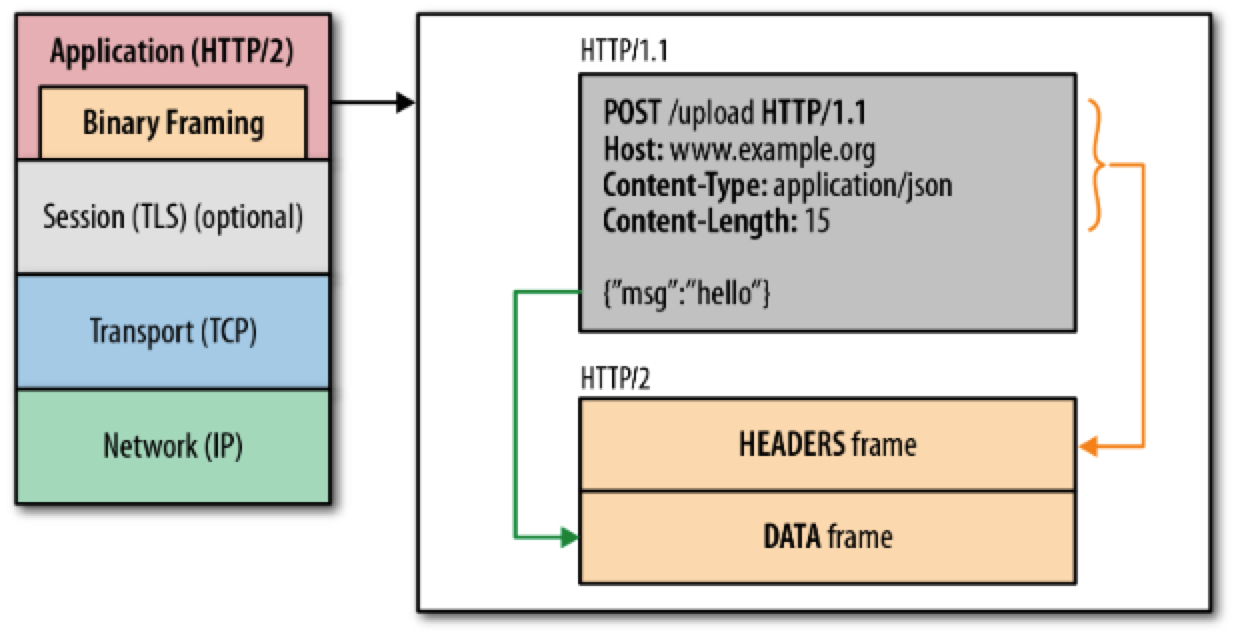 Application (HTTP/2)
Binary Framing
Session (TLS) (optional)
Transport (TCP)
Network (IP)
HTTP/1.1
POST /upload HTTP/1.1
Host: www.example.org
Content-Type: application/json
Content-Length: 15
{“msg”:“hello”}
HTTP/2
HEADERS frame
DATA frame